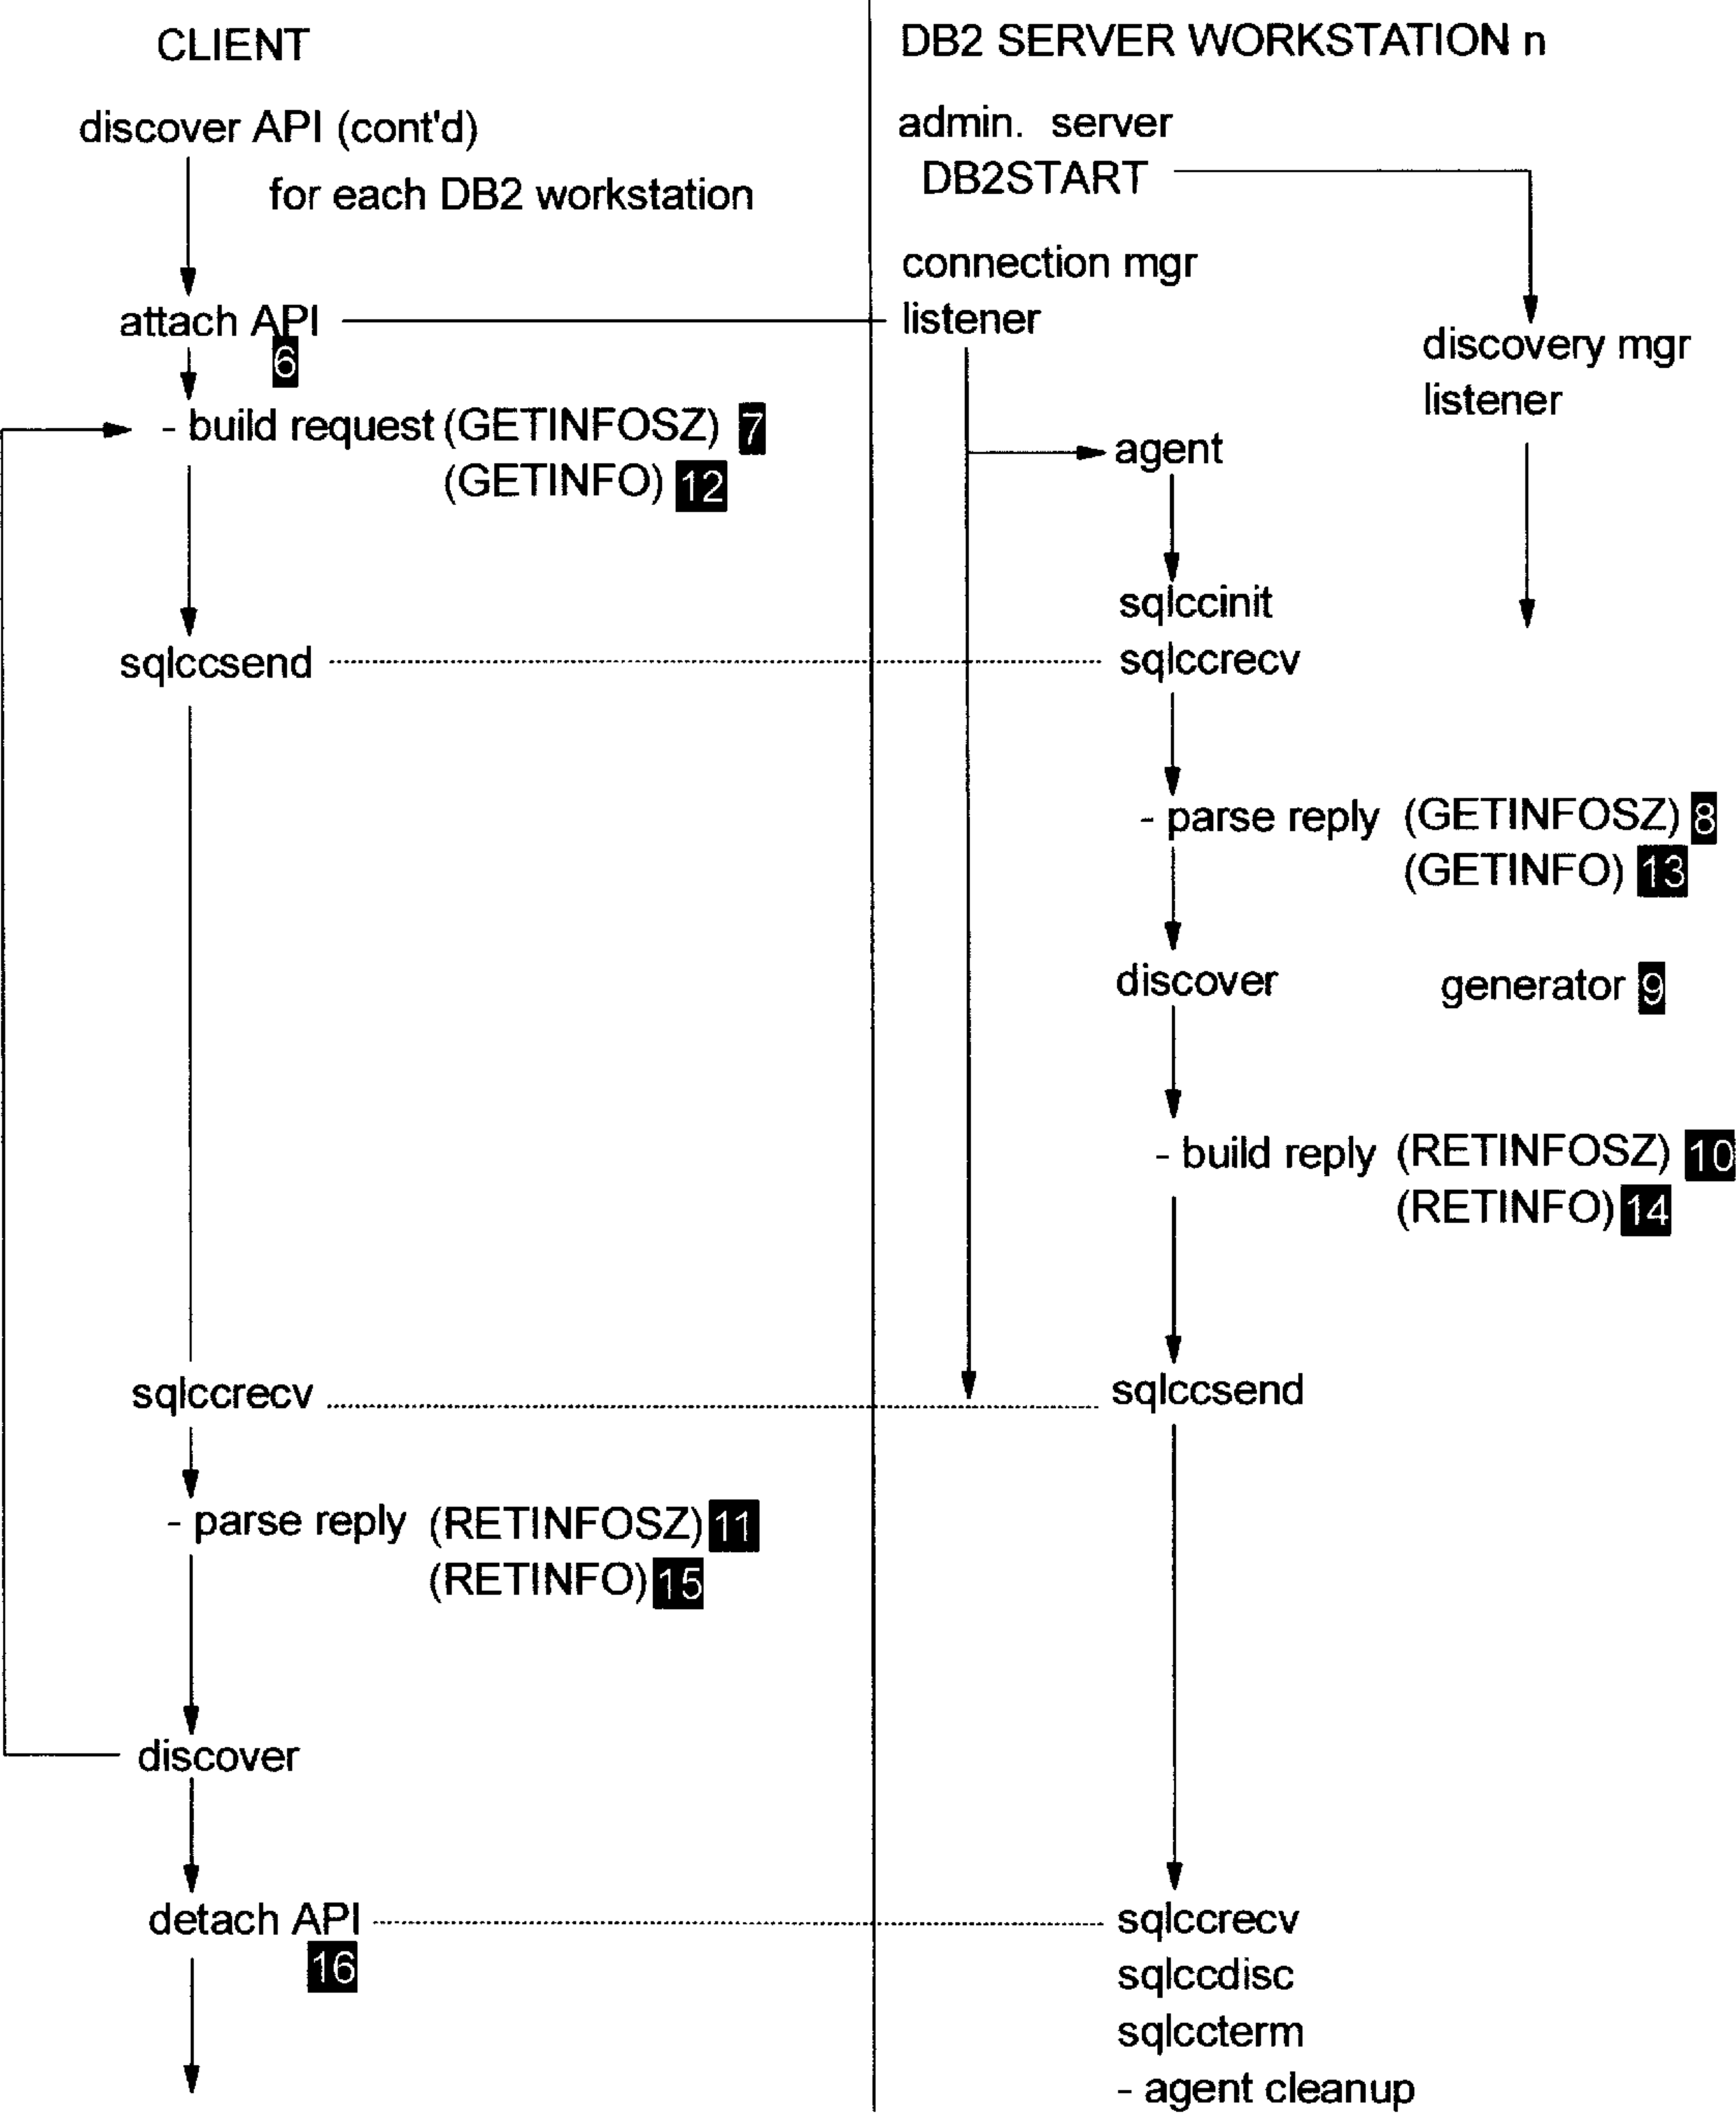 CLIENT
discover API (cont'd)
for each DB2 workstation
attach API
6
- build request (GETINFOSZ) 7
(GETINFO) 12
sqlccsend
sqlccrecv
- parse reply (RETINFOSZ) 11
(RETINFO) 15
discover
detach API
16
DB2 SERVER WORKSTATION n
admin. server
DB2START
connection mgr
listener
discovery mgr
listener
agent
sqlccinit
sqlccrecv
- parse reply (GETINFOSZ) 8
(GETINFO) 13
discover generator 9
- build reply (RETINFOSZ) 10
(RETINFO) 14
sqlccsend
sqlccrecv
sqlccdisc
sqlccterm
- agent cleanup